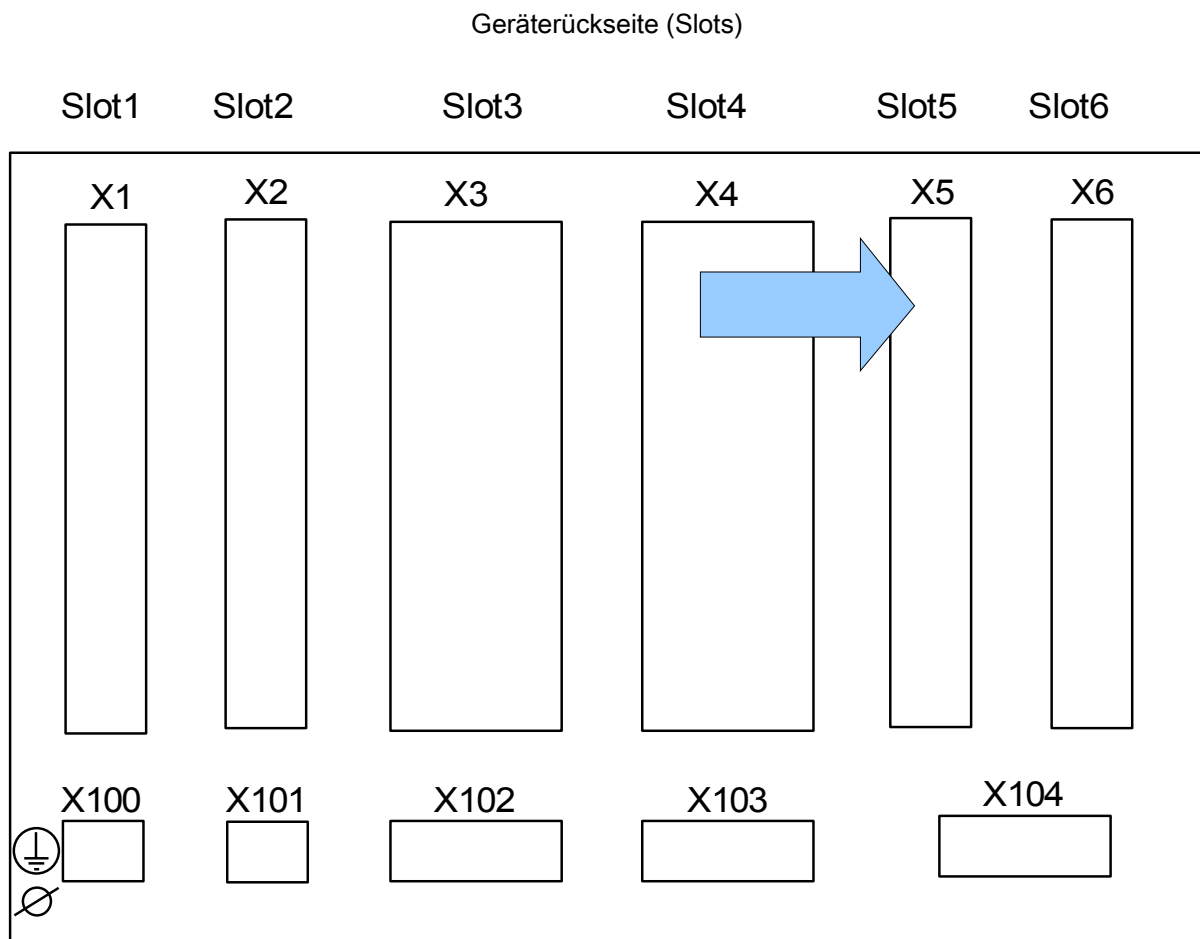 Geräterückseite (Slots)
Slot1 Slot2 Slot3 Slot4 Slot5 Slot6
X1 X2 X3 X4 X5 X6
X100 X101 X102 X103 X104